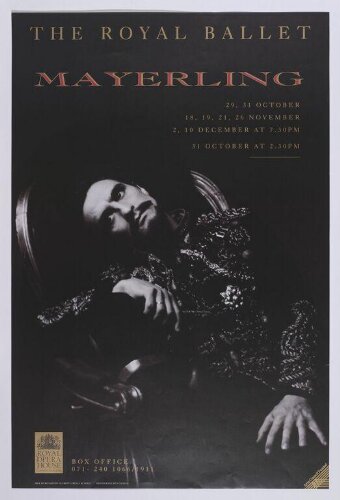 THE ROYAL BALLET
MAYERLING
29, 31 OCTOBER
18, 19, 21, 26 NOVEMBER
2, 10 DECEMBER AT 7.30PM
31 OCTOBER AT 2.30PM
ROYAL
OPERA
HOUSE
BOX OFFICE
071- 240 1066/1911